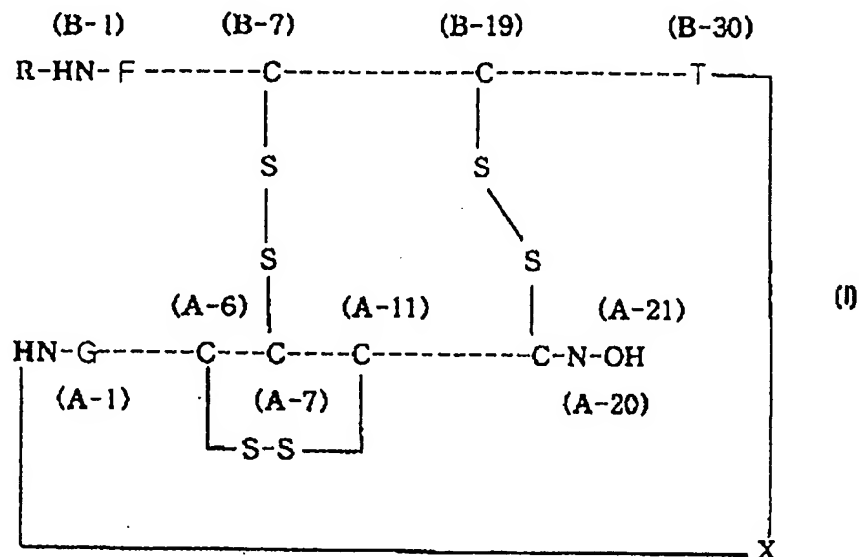 (B-1) (B-7) (B-19) (B-30)
R-HN-F C C T
S S
S S
(A-6) (A-11) (A-21) (I)
HN-G C C C C-N-OH
(A-1) (A-7) (A-20)
S-S
X